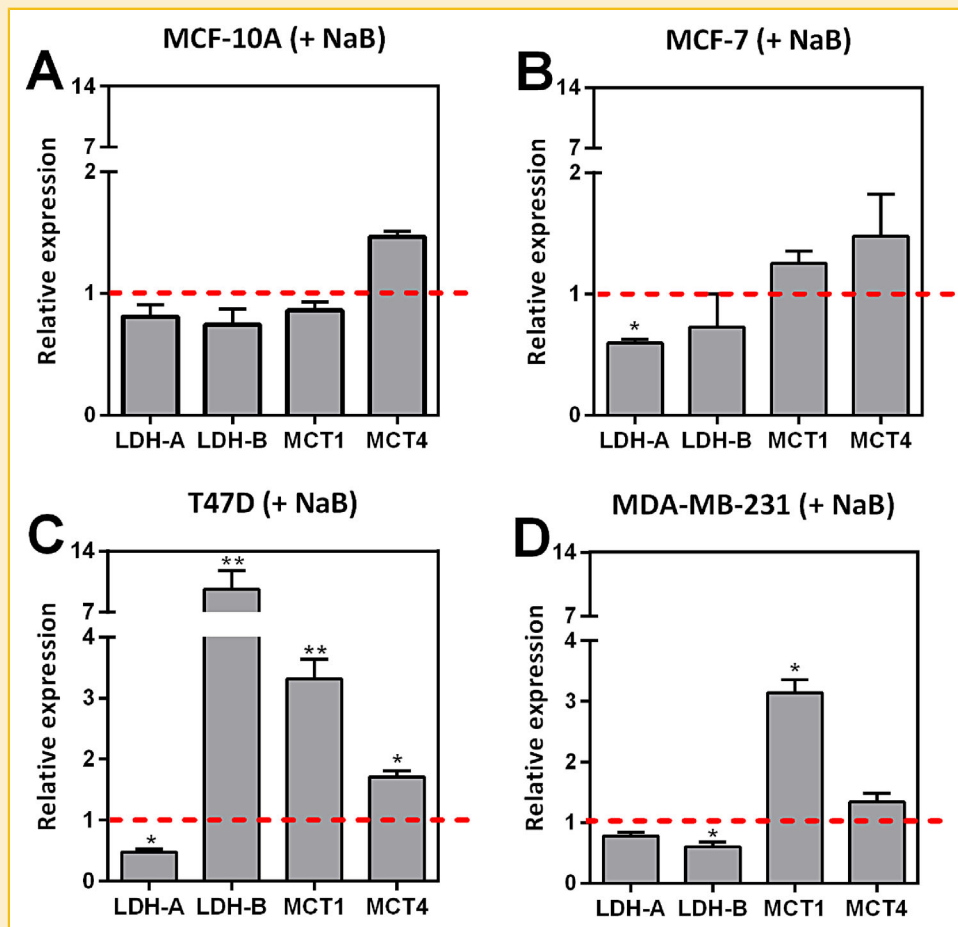 MCF-10A (+ NaB)
A
Relative expression
14
7
2
1
0
LDH-A LDH-B MCT1 MCT4
MCF-7 (+ NaB)
B
Relative expression
14
7
2
1
0
*
LDH-A LDH-B MCT1 MCT4
T47D (+ NaB)
C
Relative expression
14
7
4
3
2
1
0
* ** ** *
LDH-A LDH-B MCT1 MCT4
MDA-MB-231 (+ NaB)
D
Relative expression
14
7
4
3
2
1
0
* *
LDH-A LDH-B MCT1 MCT4